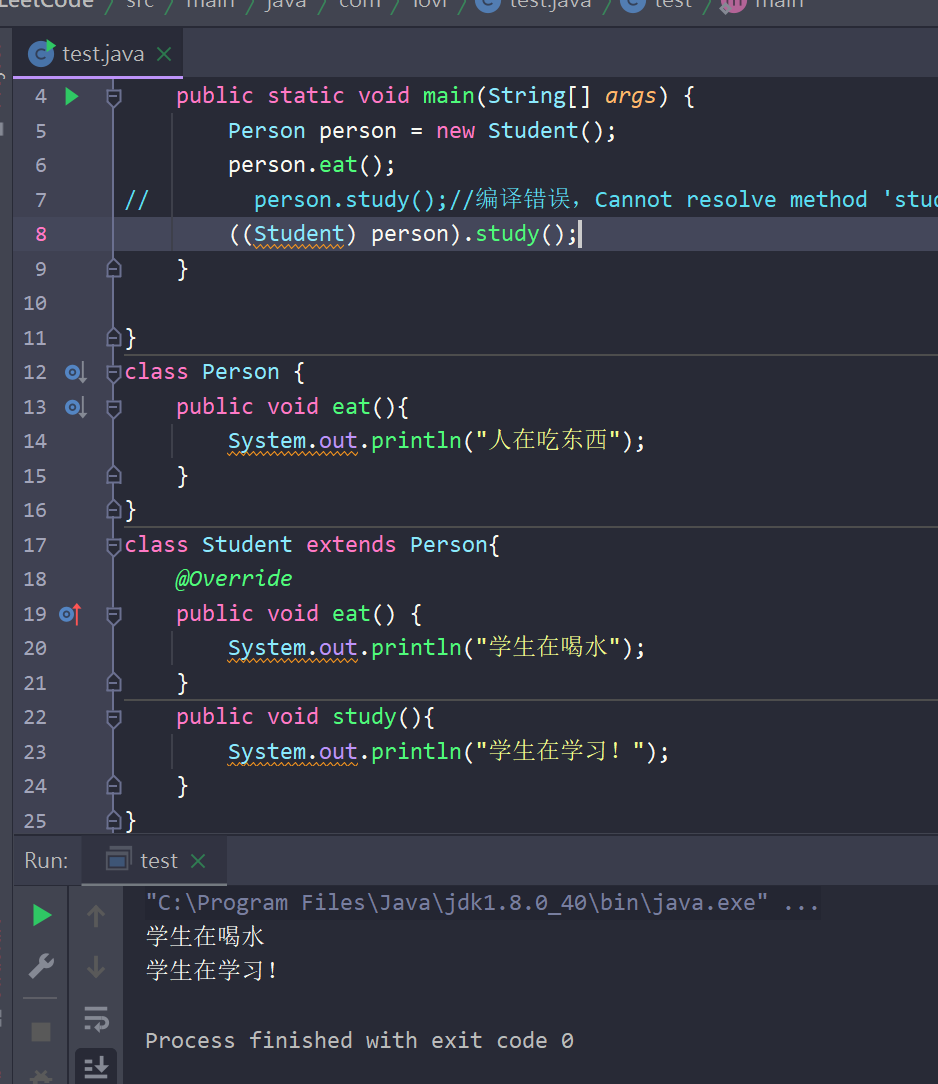 LeetCode / src / main / java / com / lovi / test.java / test / main
test.java
4 public static void main(String[] args) {
5 Person person = new Student();
6 person.eat();
7 // person.study();//编译错误，Cannot resolve method 'stud
8 ((Student) person).study();
9 }
10
11 }
12 class Person {
13 public void eat(){
14 System.out.println("人在吃东西");
15 }
16 }
17 class Student extends Person{
18 @Override
19 public void eat() {
20 System.out.println("学生在喝水");
21 }
22 public void study(){
23 System.out.println("学生在学习！");
24 }
25 }
Run: test
"C:\Program Files\Java\jdk1.8.0_40\bin\java.exe" ...
学生在喝水
学生在学习！
Process finished with exit code 0